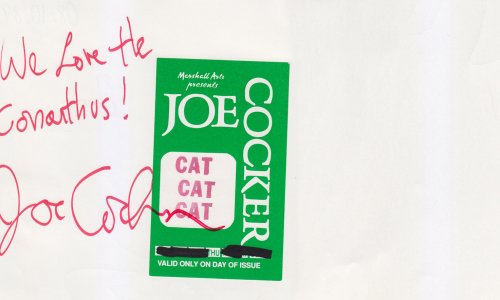 We Love the
Marshall Arts
presents
JOE
COCKER
CAT
CAT
CAT
THU
VALID ONLY ON DAY OF ISSUE
Joe Cocker